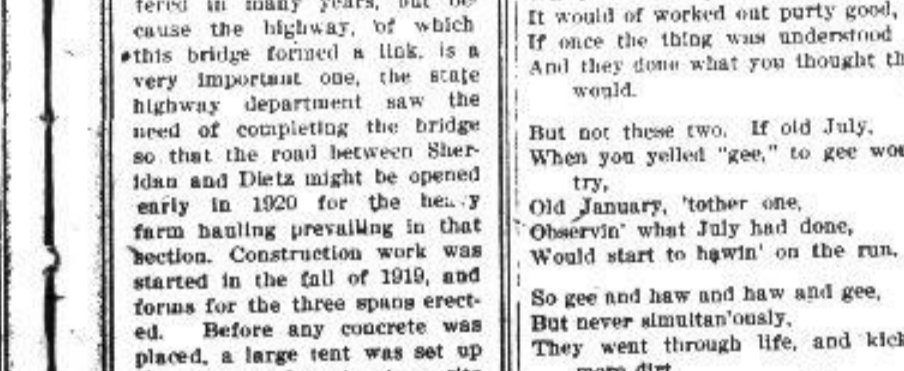 fered in many years, but be-
cause the highway, of which
this bridge formed a link, is a
very important one, the state
highway department saw the
need of completing the bridge
so that the road between Sher-
idan and Dietz might be opened
early in 1920 for the
farm hauling prevailing in that
section. Construction work was
started in the fall of 1919, and
forms for the three spans erect-
ed. Before any concrete was
placed, a large tent was set up
It would of worked out purty good,
If once the thing was understood
And they done what you thought
would.
But not these two. If old July,
When you yelled "gee," to gee
try,
Old January, 'tother one,
Observin' what July had done,
Would start to hawin' on the run.
So gee and haw and haw and gee,
But never simultan'ously,
They went through life, and
more dirt